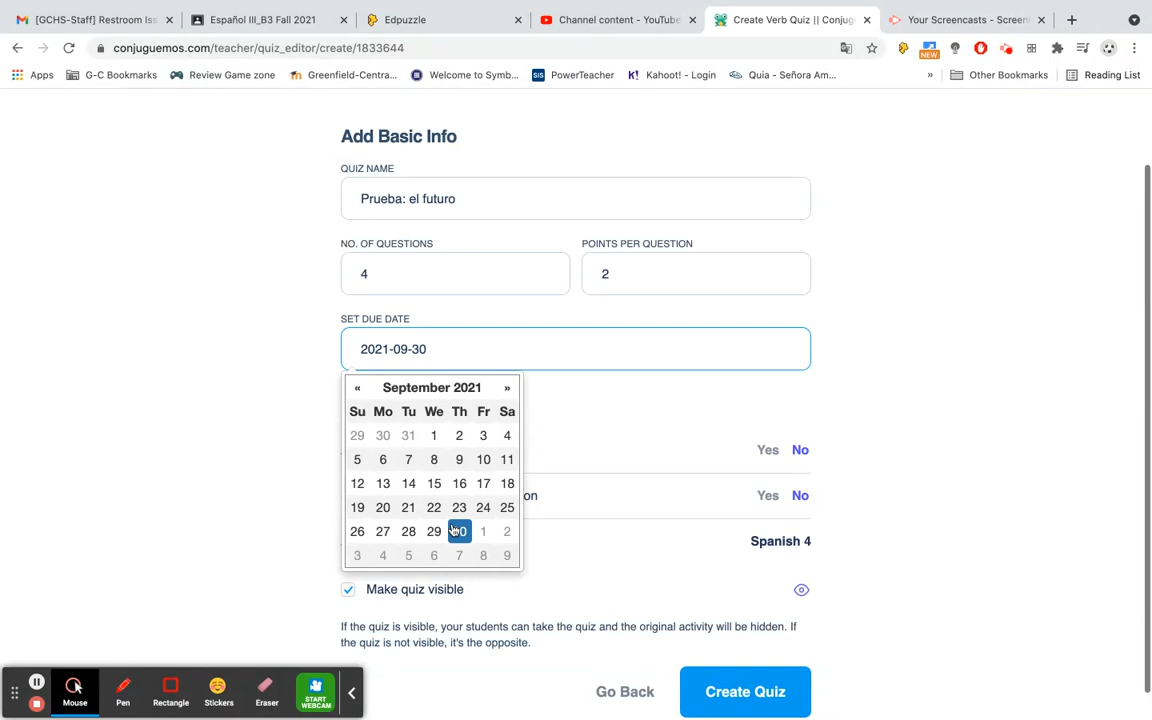 [GCHS-Staff] Restroom Iss
Español III_B3 Fall 2021
Edpuzzle
Channel content - YouTube
Create Verb Quiz || Conjug
Your Screencasts - Screen
conjuguemos.com/teacher/quiz_editor/create/1833644
NEW
Apps
G-C Bookmarks
Review Game zone
Greenfield-Centra...
Welcome to Symb...
SIS
PowerTeacher
K!
Kahoot! - Login
Quia - Señora Am...
»
Other Bookmarks
Reading List
Add Basic Info
QUIZ NAME
Prueba: el futuro
NO. OF QUESTIONS
POINTS PER QUESTION
4
2
SET DUE DATE
2021-09-30
« September 2021 »
Su Mo Tu We Th Fr Sa
29 30 31 1 2 3 4
5 6 7 8 9 10 11
12 13 14 15 16 17 18
19 20 21 22 23 24 25
26 27 28 29 30 1 2
3 4 5 6 7 8 9
Yes No
on
Yes No
Spanish 4
Make quiz visible
If the quiz is visible, your students can take the quiz and the original activity will be hidden. If
the quiz is not visible, it's the opposite.
Go Back
Create Quiz
Mouse
Pen
Rectangle
Stickers
Eraser
START
WEBCAM